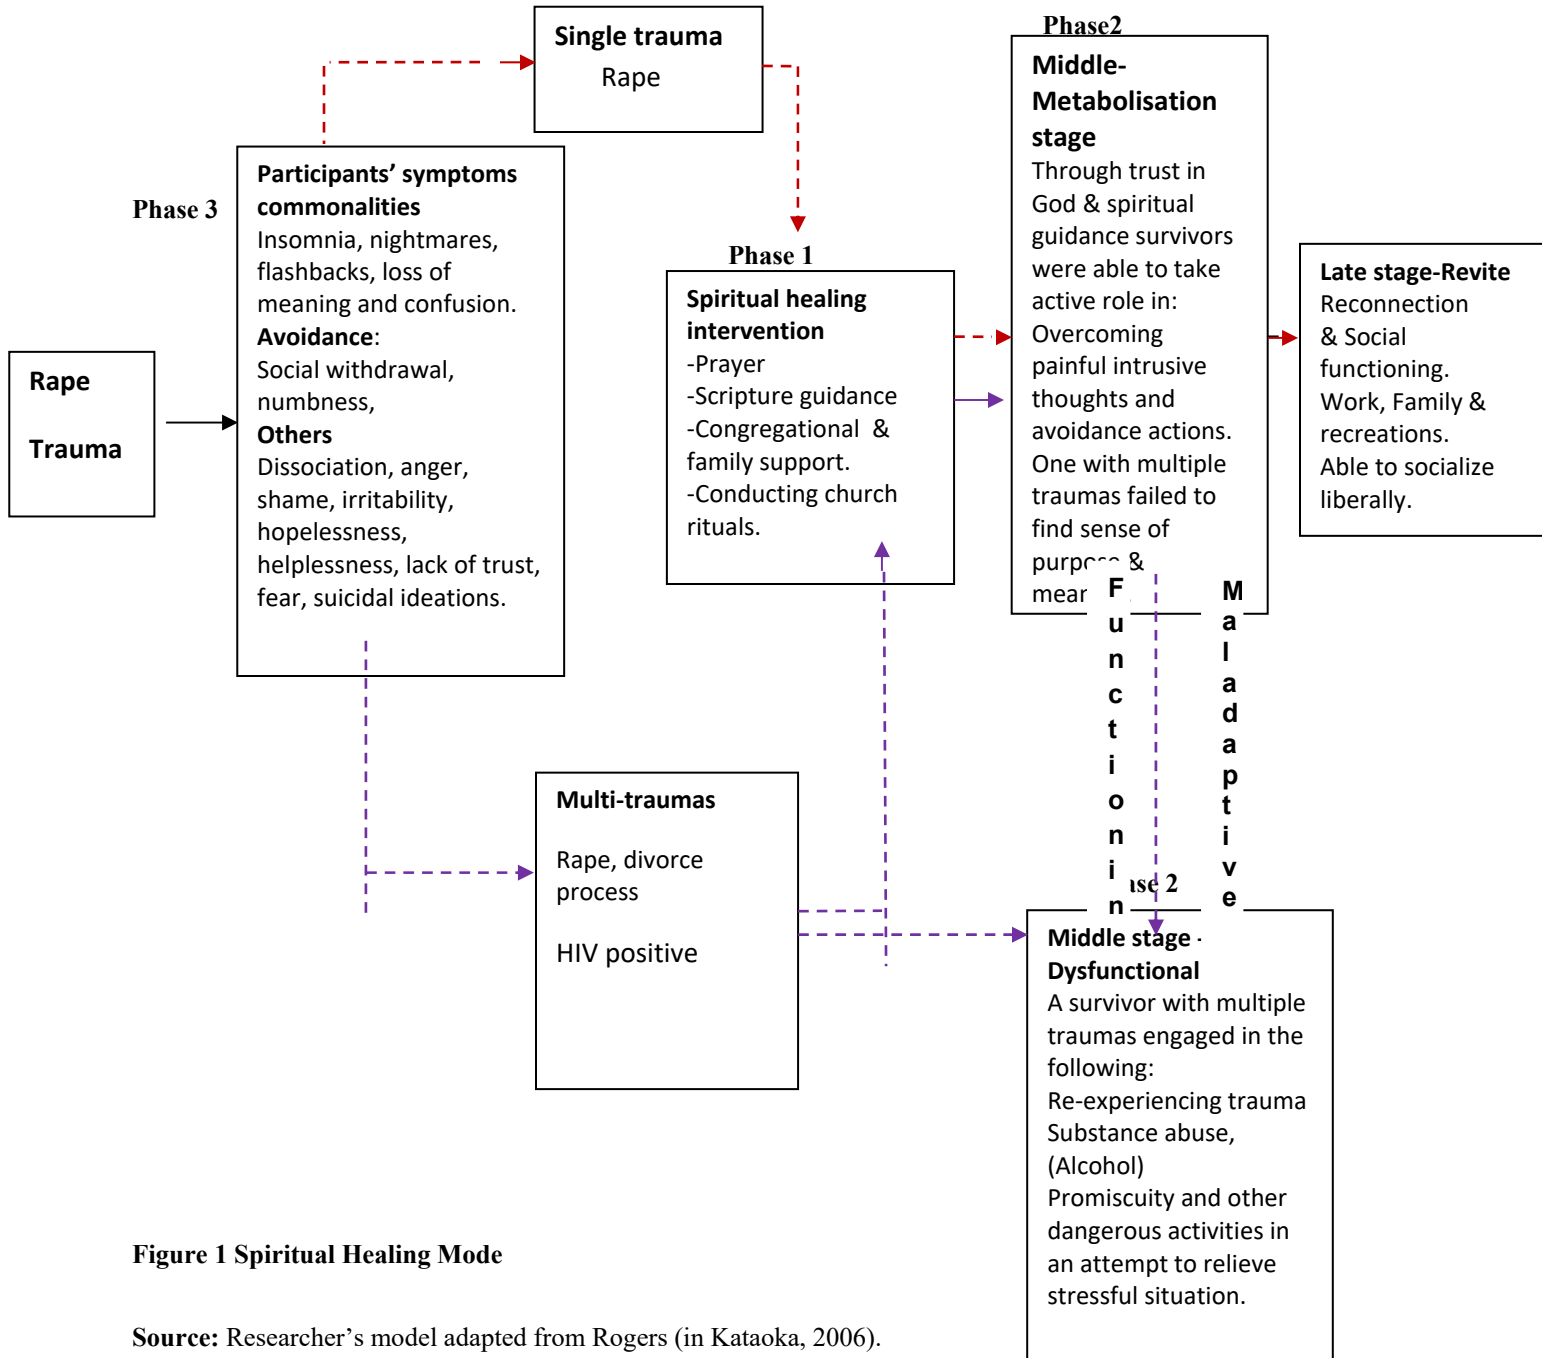 Single trauma
Rape
Phase2
Middle-
Metabolisation
stage
Through trust in
God & spiritual
guidance survivors
were able to take
active role in:
Overcoming
painful intrusive
thoughts and
avoidance actions.
One with multiple
traumas failed to
find sense of
&
Phase 3
Participants’ symptoms
commonalities
Insomnia, nightmares,
flashbacks, loss of
meaning and confusion.
Avoidance:
Social withdrawal,
numbness,
Others
Dissociation, anger,
shame, irritability,
hopelessness,
helplessness, lack of trust,
fear, suicidal ideations.
Rape
Trauma
Phase 1
Spiritual healing
intervention
-Prayer
-Scripture guidance
-Congregational &
family support.
-Conducting church
rituals.
Late stage-Revite
Reconnection
& Social
functioning.
Work, Family &
recreations.
Able to socialize
liberally.
Functionin
Maladaptive
Multi-traumas
Rape, divorce
process
HIV positive
2
Middle stage -
Dysfunctional
A survivor with multiple
traumas engaged in the
following:
Re-experiencing trauma
Substance abuse,
(Alcohol)
Promiscuity and other
dangerous activities in
an attempt to relieve
stressful situation.
Figure 1 Spiritual Healing Mode
Source: Researcher’s model adapted from Rogers (in Kataoka, 2006).